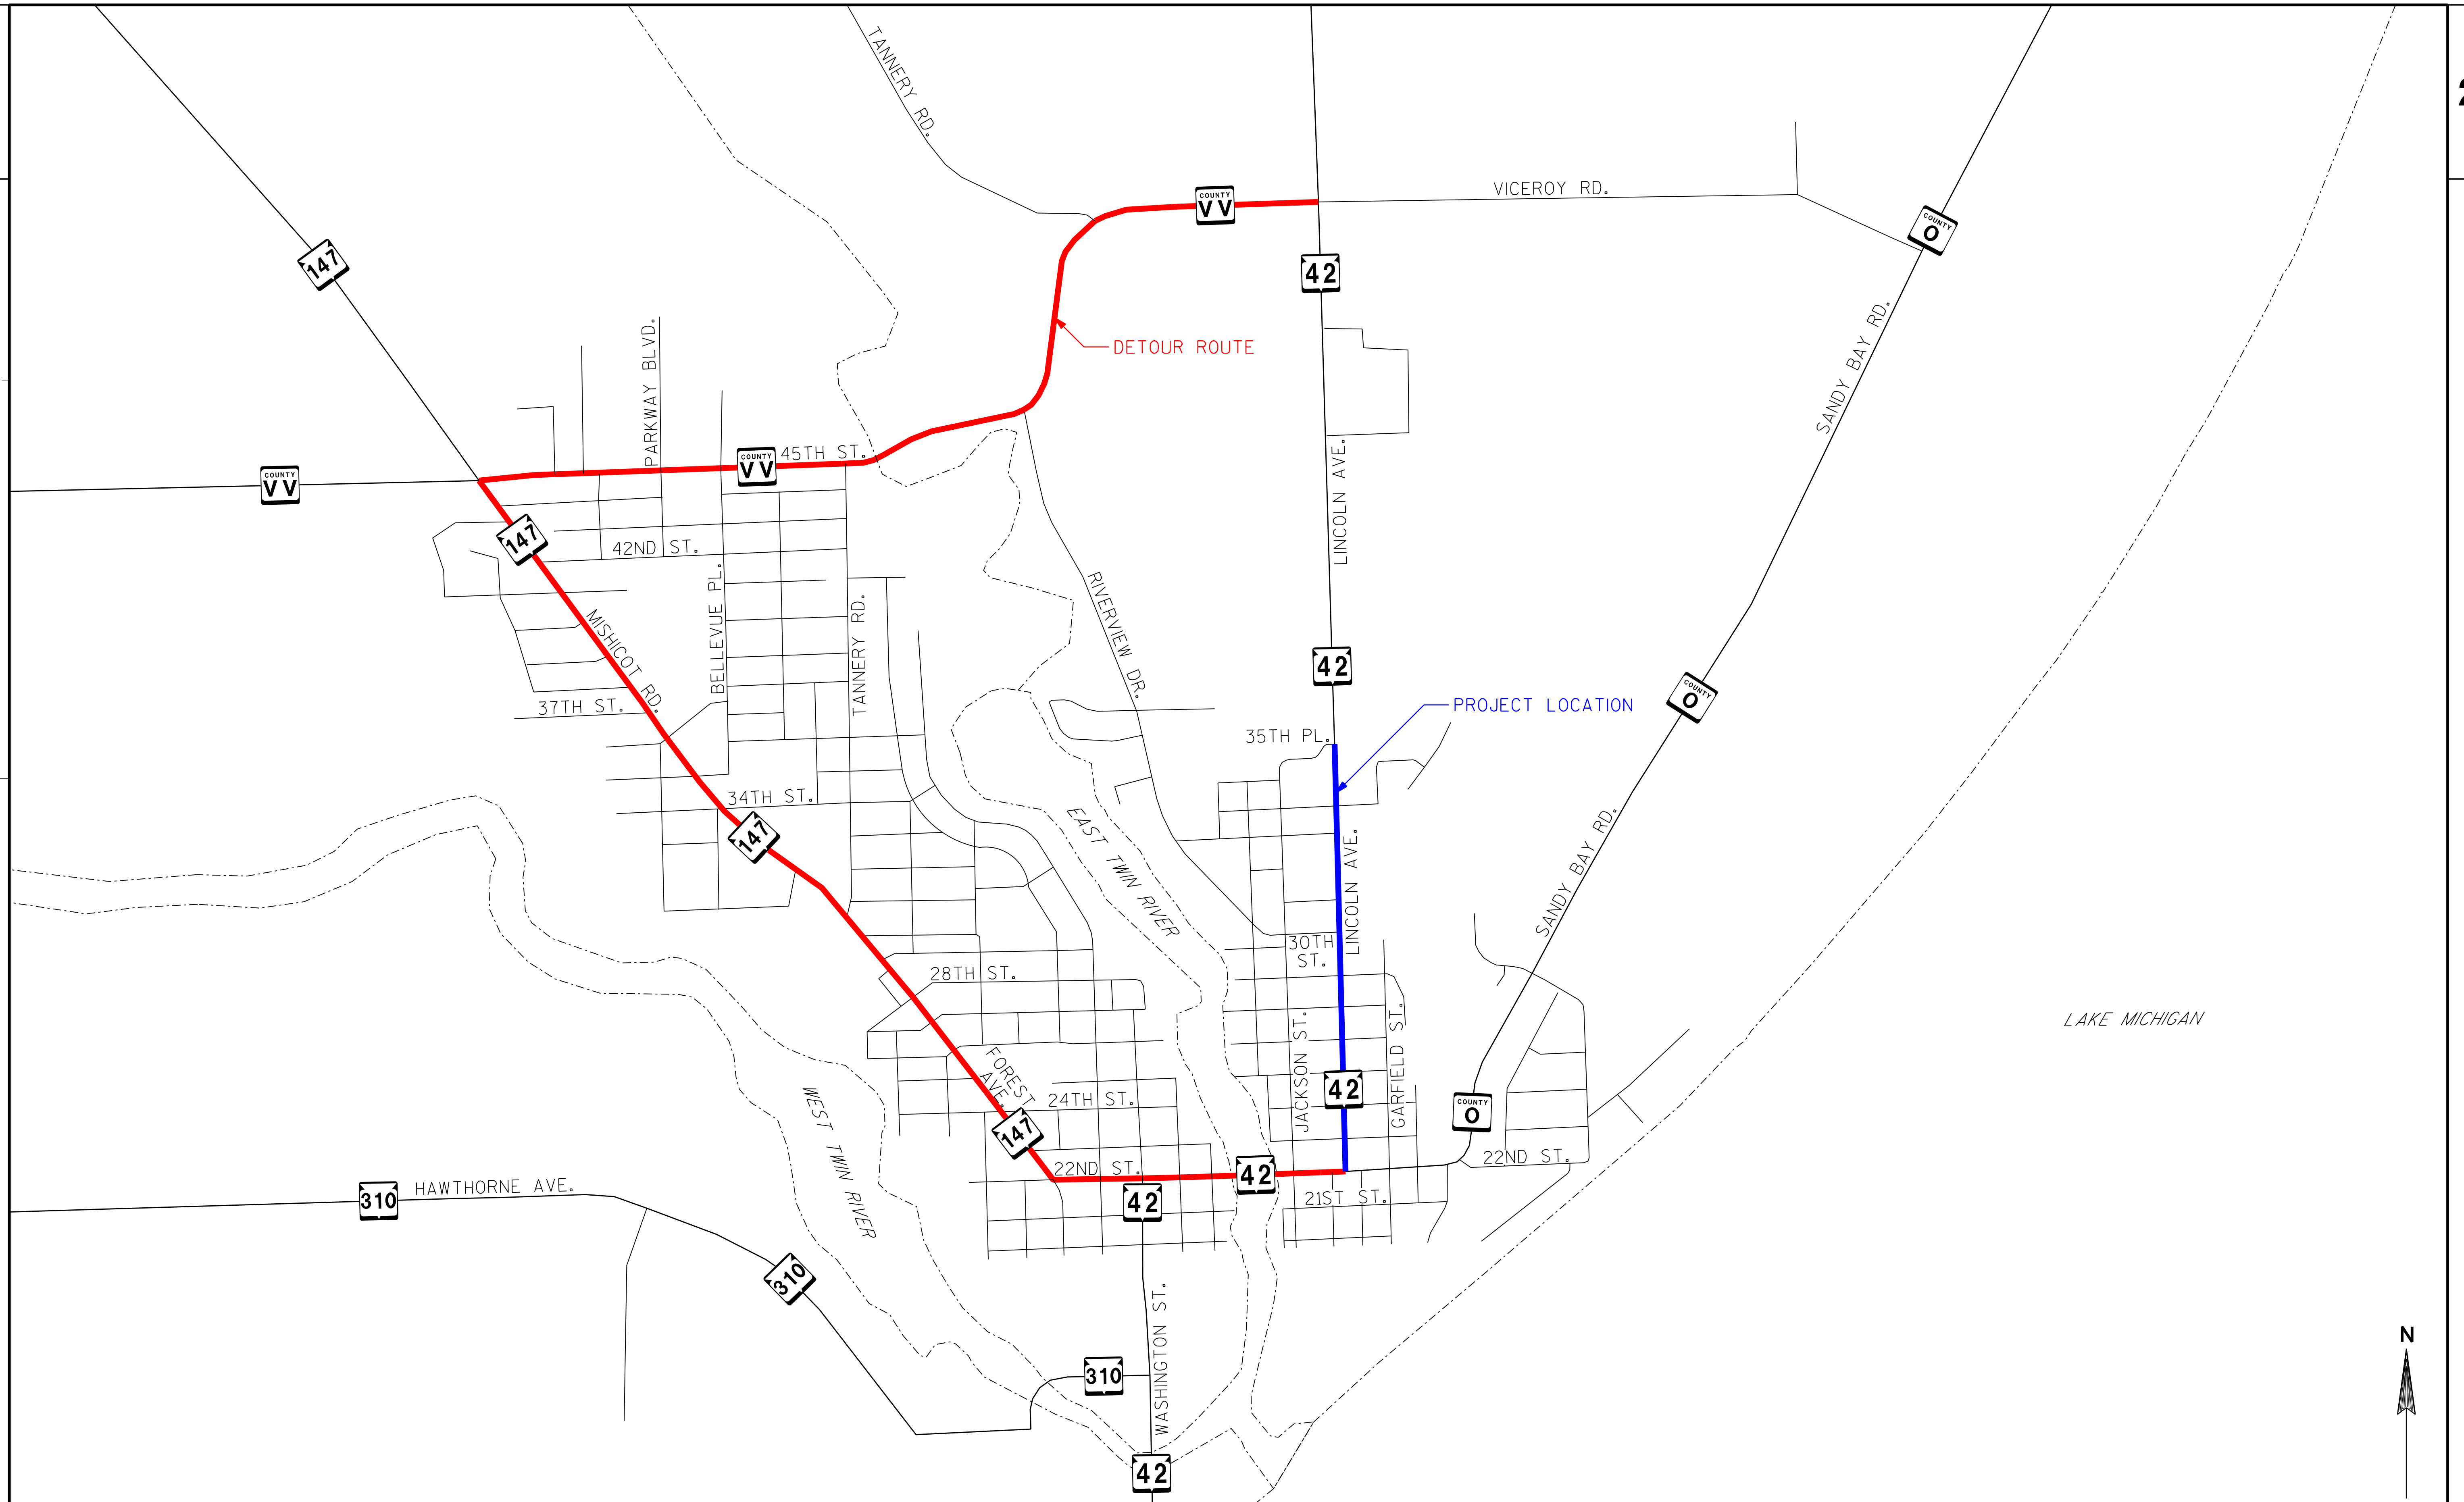 2
TANNERY RD.
COUNTY
VV
VICEROY RD.
COUNTY
O
147
42
SANDY BAY RD.
DETOUR ROUTE
PARKWAY BLVD.
COUNTY
VV
COUNTY
VV
45TH ST.
LINCOLN AVE.
147
42ND ST.
BELLEVUE PL.
TANNERY RD.
RIVERVIEW DR.
MISHICOT RD.
42
COUNTY
O
37TH ST.
PROJECT LOCATION
35TH PL.
34TH ST.
147
EAST TWIN RIVER
LINCOLN AVE.
SANDY BAY RD.
30TH
ST.
28TH ST.
LAKE MICHIGAN
JACKSON ST.
GARFIELD ST.
FOREST
AVE.
24TH ST.
42
COUNTY
O
147
WEST TWIN RIVER
22ND ST.
42
22ND ST.
310
HAWTHORNE AVE.
42
21ST ST.
310
WASHINGTON ST.
N
310
42